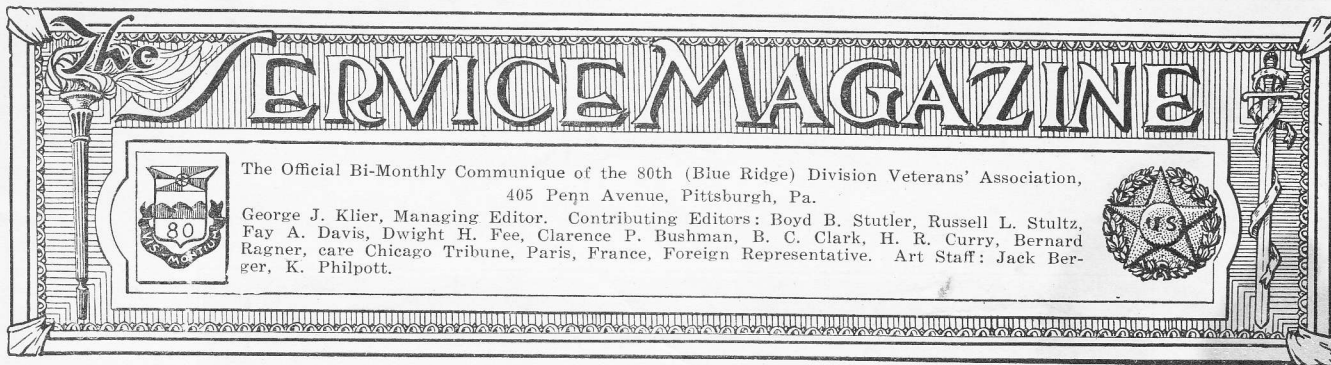 The SERVICE MAGAZINE
The Official Bi-Monthly Communique of the 80th (Blue Ridge) Division Veterans' Association,
405 Penn Avenue, Pittsburgh, Pa.
George J. Klier, Managing Editor. Contributing Editors: Boyd B. Stutler, Russell L. Stultz,
Fay A. Davis, Dwight H. Fee, Clarence P. Bushman, B. C. Clark, H. R. Curry, Bernard
Ragner, care Chicago Tribune, Paris, France, Foreign Representative. Art Staff: Jack Ber-
ger, K. Philpott.
80
US